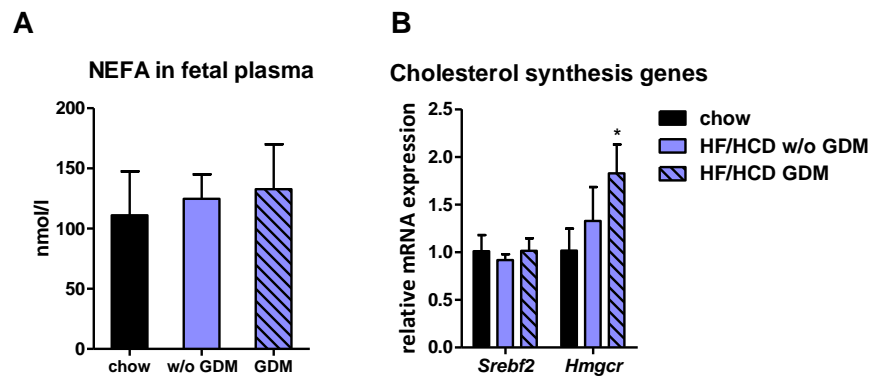 A
NEFA in fetal plasma
nmol/l
200
150
100
50
0
chow
w/o GDM
GDM
B
Cholesterol synthesis genes
relative mRNA expression
2.5
2.0
1.5
1.0
0.5
0.0
*
Srebf2
Hmgcr
chow
HF/HCD w/o GDM
HF/HCD GDM